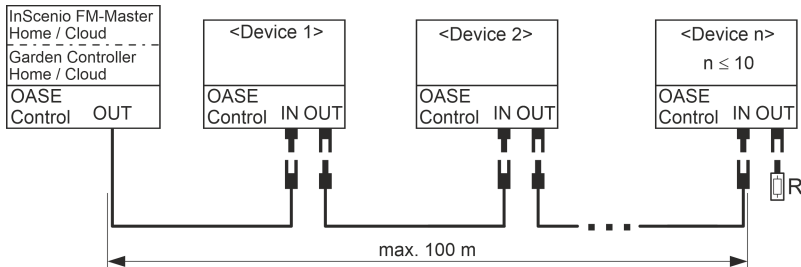 InScenio FM-Master
Home / Cloud
Garden Controller
Home / Cloud
OASE
Control OUT
<Device 1>
OASE
Control IN OUT
<Device 2>
OASE
Control IN OUT
<Device n>
n ≤ 10
OASE
Control IN OUT
R
max. 100 m